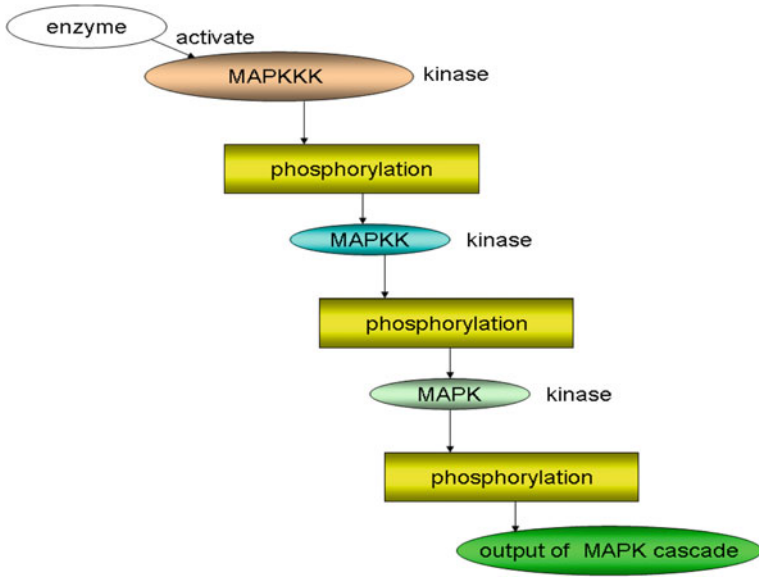 enzyme
activate
MAPKKK
kinase
phosphorylation
MAPKK
kinase
phosphorylation
MAPK
kinase
phosphorylation
output of MAPK cascade